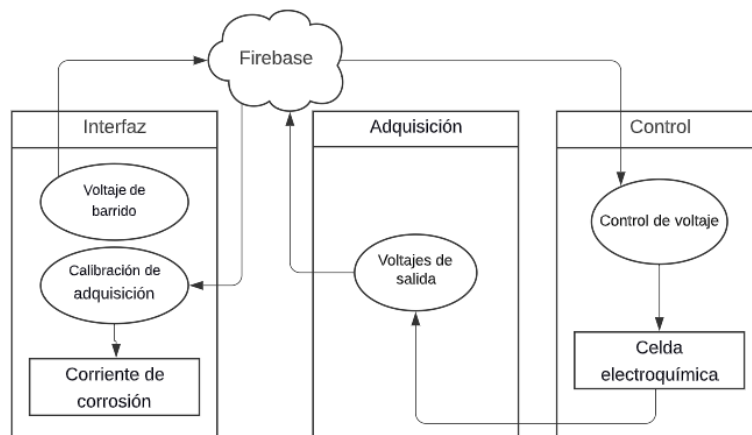 Firebase
Interfaz
Adquisición
Control
Voltaje de
barrido
Calibración de
adquisición
Corriente de
corrosión
Voltajes de
salida
Control de voltaje
Celda
electroquímica